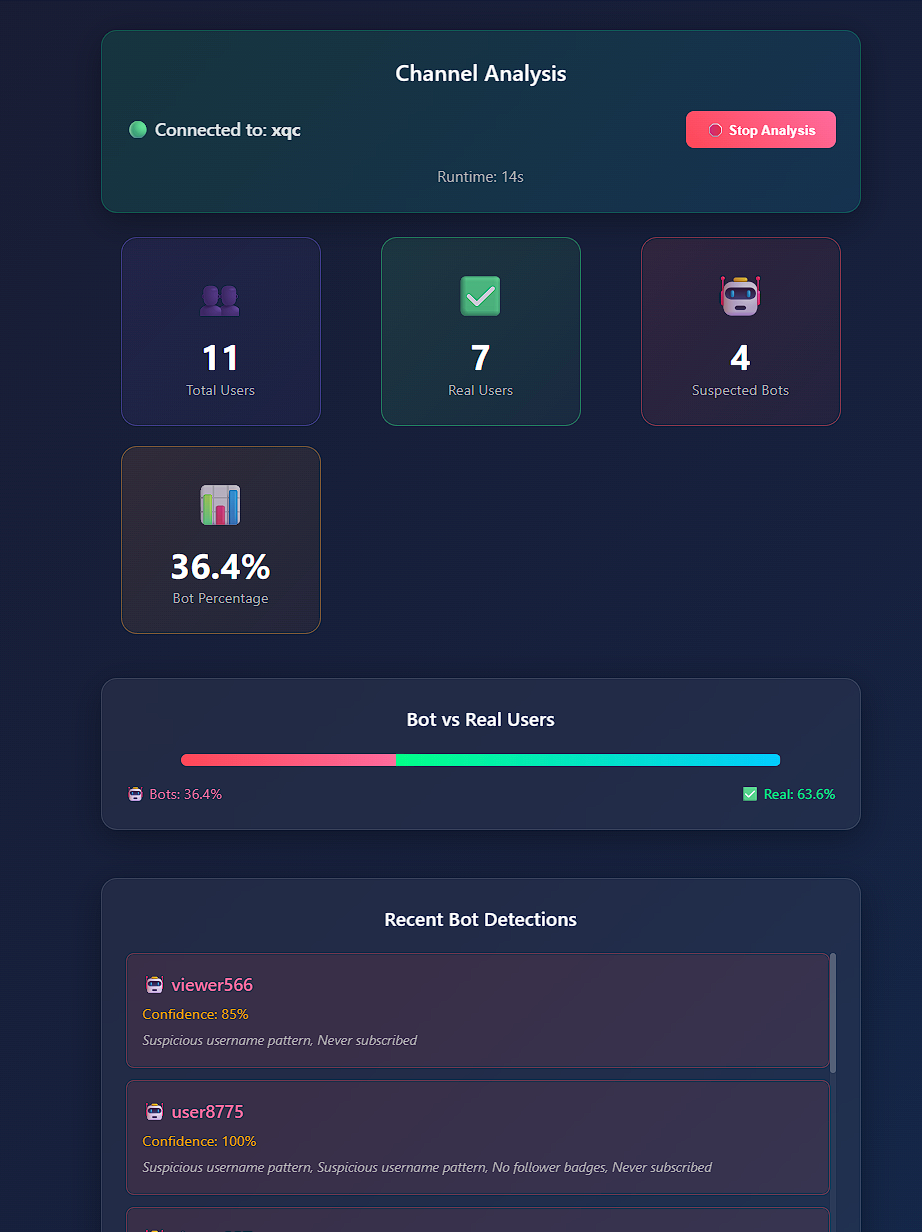 Channel Analysis
Connected to: xqc
Stop Analysis
Runtime: 14s
11
Total Users
7
Real Users
4
Suspected Bots
36.4%
Bot Percentage
Bot vs Real Users
Bots: 36.4%
Real: 63.6%
Recent Bot Detections
viewer566
Confidence: 85%
Suspicious username pattern, Never subscribed
user8775
Confidence: 100%
Suspicious username pattern, Suspicious username pattern, No follower badges, Never subscribed